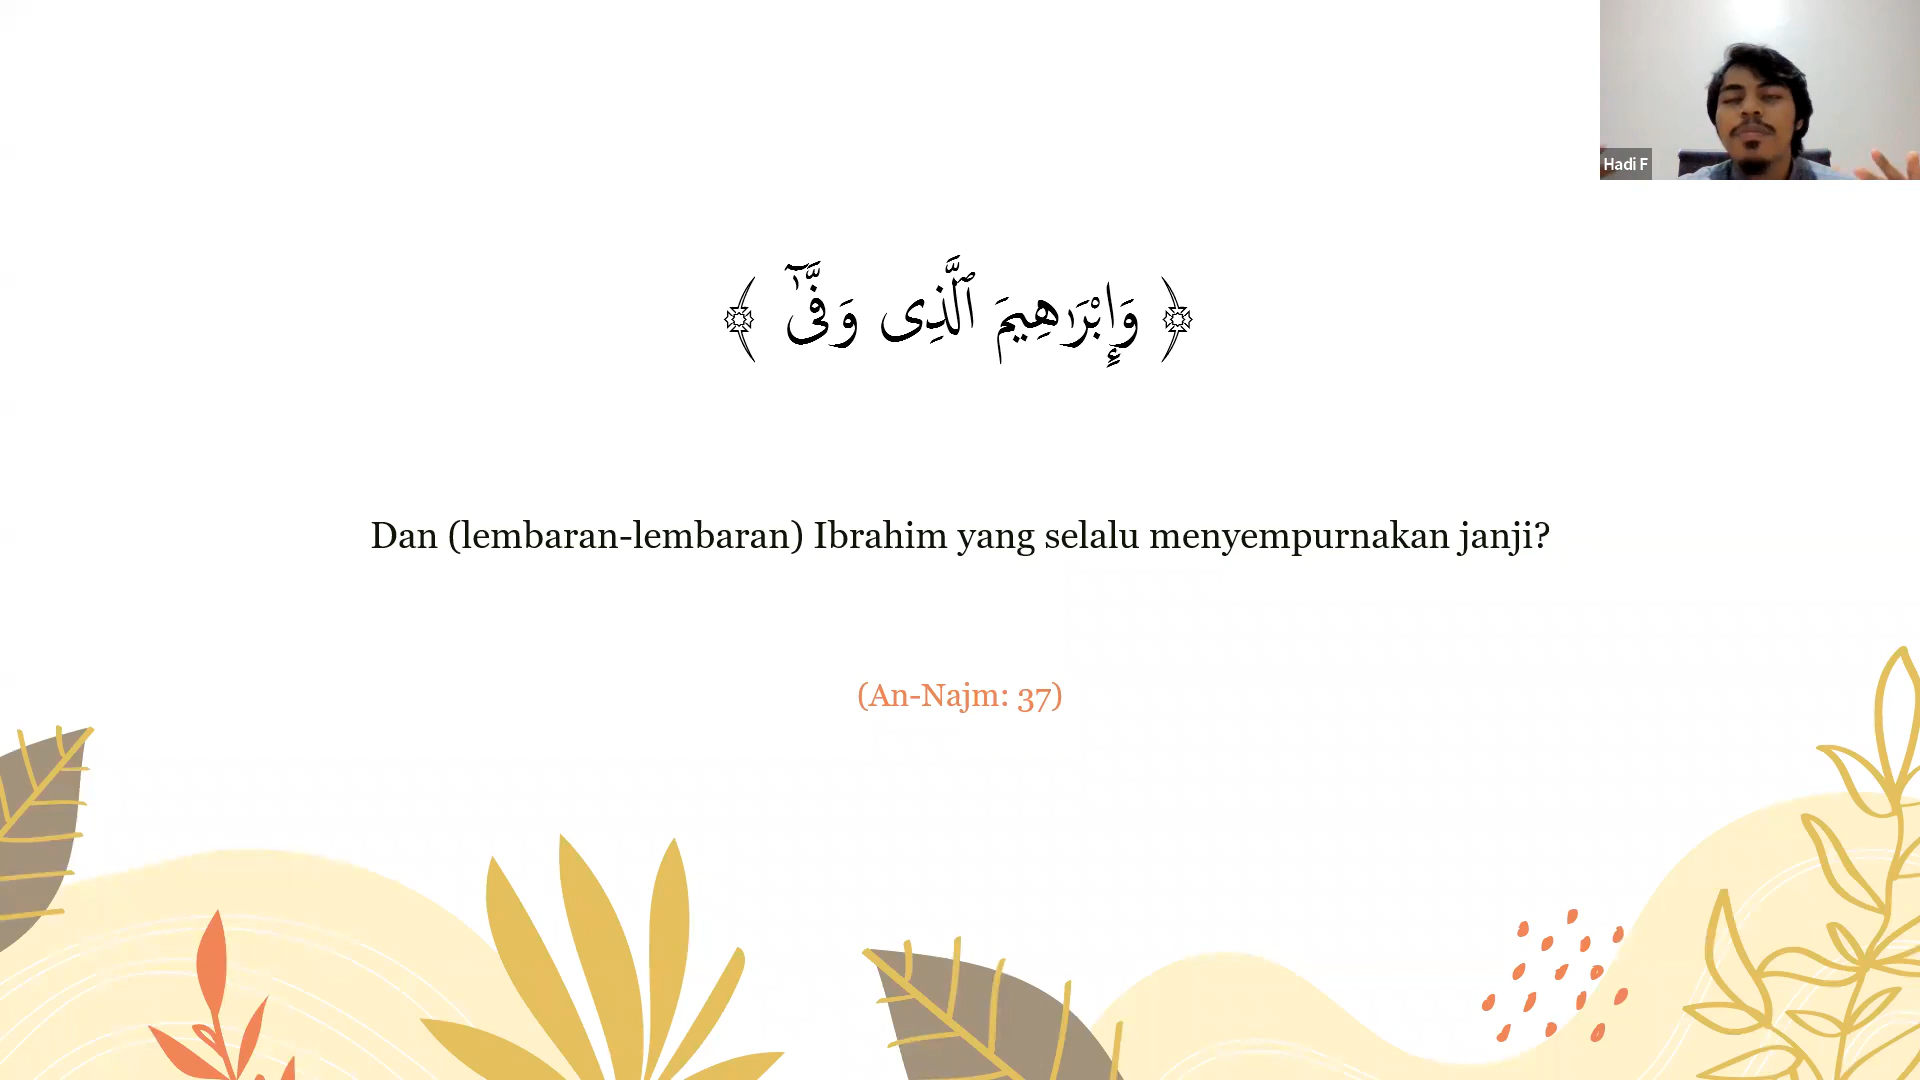 Hadi F
﴿ وَإِبْرَٰهِيمَ ٱلَّذِى وَفَّىٰٓ ﴾
Dan (lembaran-lembaran) Ibrahim yang selalu menyempurnakan janji?
(An-Najm: 37)